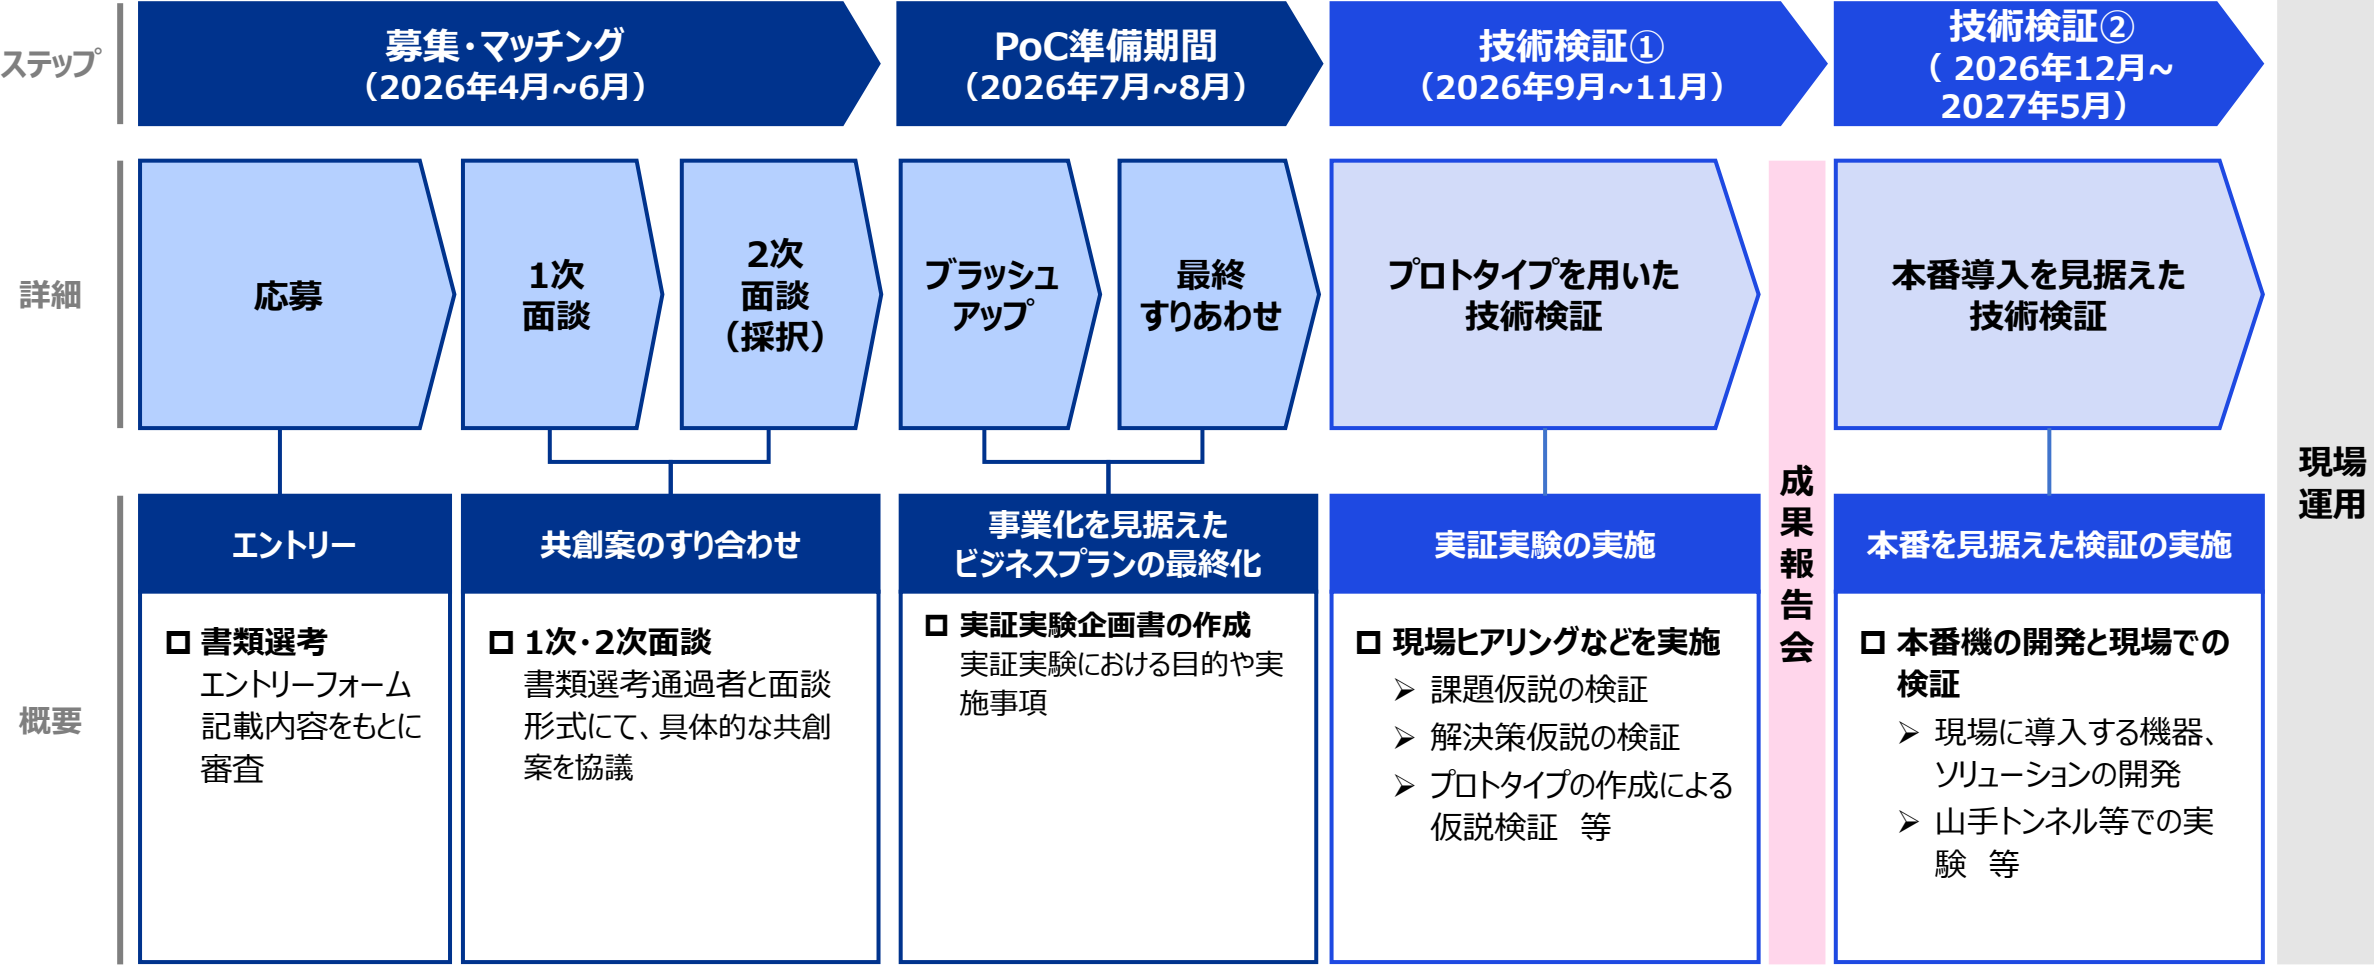 ステップ
募集・マッチング
（2026年4月~6月）
PoC準備期間
（2026年7月~8月）
技術検証①
（2026年9月~11月）
技術検証②
（ 2026年12月~
2027年5月）
詳細
応募
1次
面談
2次
面談
（採択）
ブラッシュ
アップ
最終
すりあわせ
プロトタイプを用いた
技術検証
本番導入を見据えた
技術検証
成果報告会
現場
運用
概要
エントリー
書類選考
エントリーフォーム
記載内容をもとに
審査
共創案のすり合わせ
1次・2次面談
書類選考通過者と面談
形式にて、具体的な共創
案を協議
事業化を見据えた
ビジネスプランの最終化
実証実験企画書の作成
実証実験における目的や実
施事項
実証実験の実施
現場ヒアリングなどを実施
課題仮説の検証
解決策仮説の検証
プロトタイプの作成による
仮説検証　等
本番を見据えた検証の実施
本番機の開発と現場での
検証
現場に導入する機器、
ソリューションの開発
山手トンネル等での実
験　等